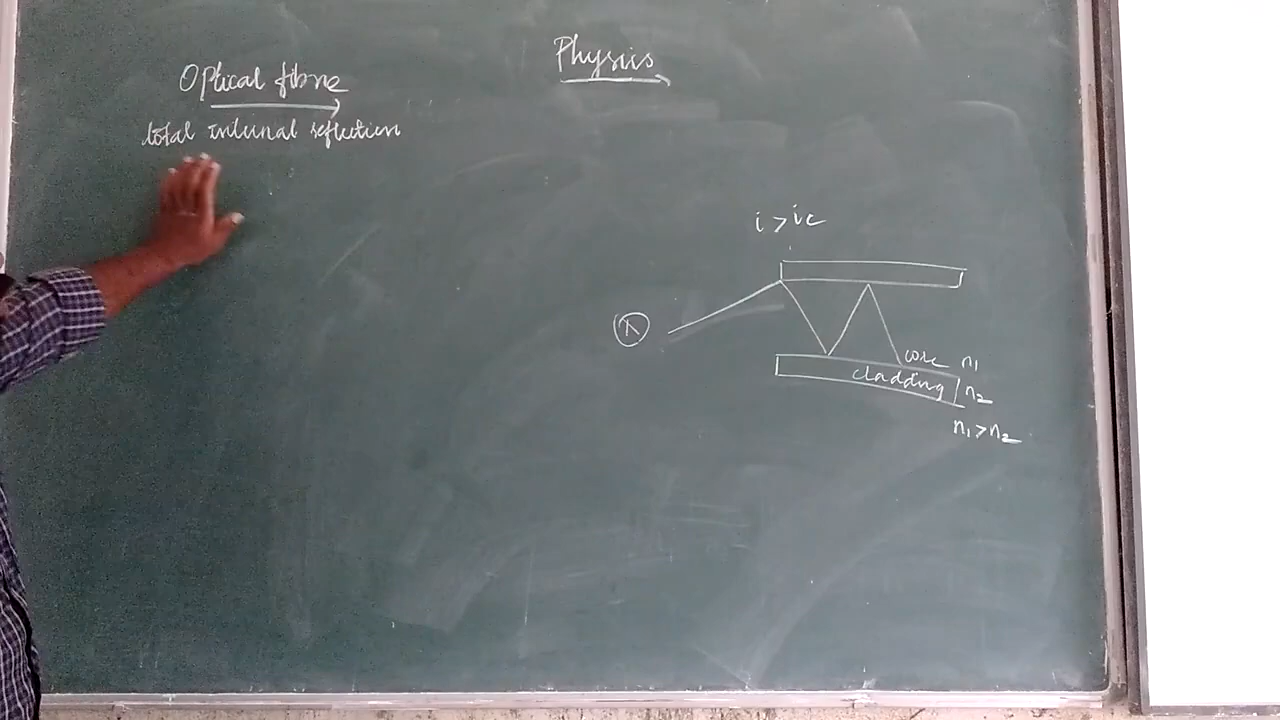 Physics
Optical fibre
total internal reflection
i > ic
core n1
cladding n2
n1 > n2